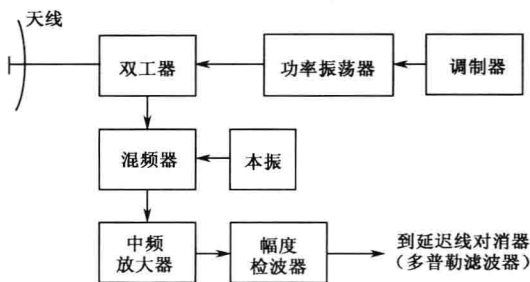 天线
双工器
功率振荡器
调制器
混频器
本振
中频
放大器
幅度
检波器
到延迟线对消器
(多普勒滤波器)